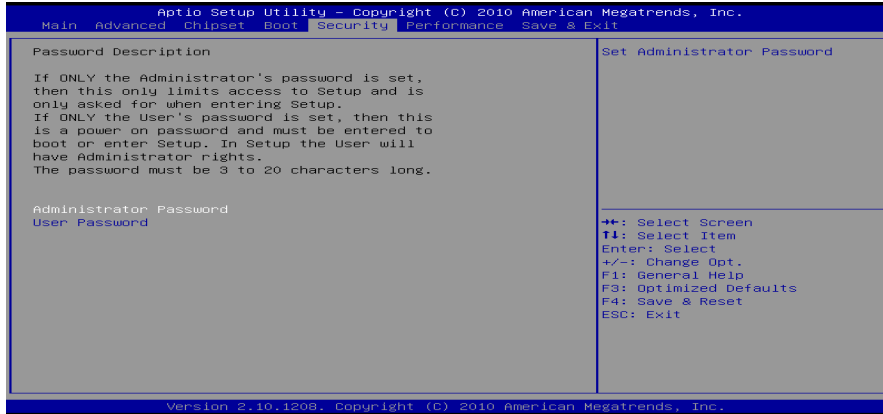 Aptio Setup Utility – Copyright (C) 2010 American Megatrends, Inc.
Main Advanced Chipset Boot Security Performance Save & Exit
Password Description
If ONLY the Administrator's password is set,
then this only limits access to Setup and is
only asked for when entering Setup.
If ONLY the User's password is set, then this
is a power on password and must be entered to
boot or enter Setup. In Setup the User will
have Administrator rights.
The password must be 3 to 20 characters long.
Administrator Password
User Password
Set Administrator Password
→←: Select Screen
↑↓: Select Item
Enter: Select
+/-: Change Opt.
F1: General Help
F3: Optimized Defaults
F4: Save & Reset
ESC: Exit
Version 2.10.1208. Copyright (C) 2010 American Megatrends, Inc.